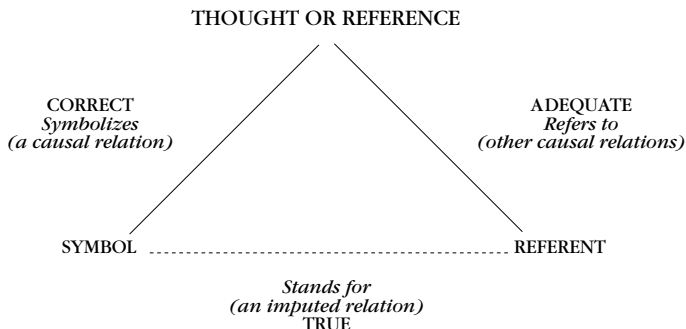 THOUGHT OR REFERENCE
CORRECT
Symbolizes
(a causal relation)
ADEQUATE
Refers to
(other causal relations)
SYMBOL
REFERENT
Stands for
(an imputed relation)
TRUE